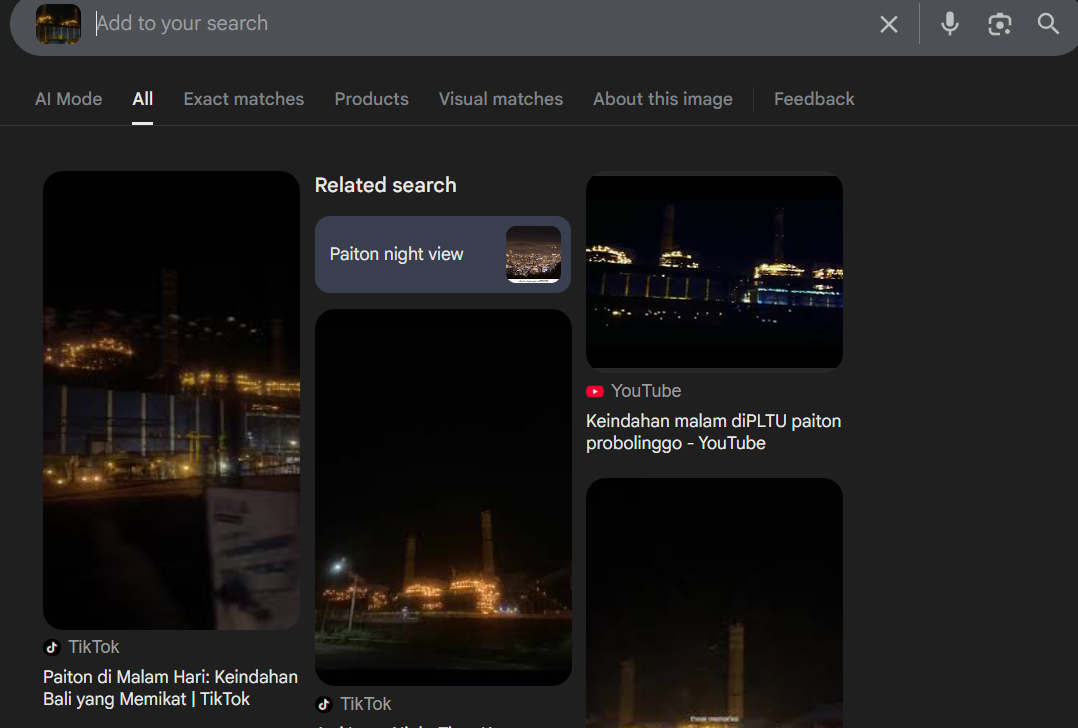 Add to your search
AI Mode
All
Exact matches
Products
Visual matches
About this image
Feedback
TikTok
Paiton di Malam Hari: Keindahan
Bali yang Memikat | TikTok
Related search
Paiton night view
TikTok
YouTube
Keindahan malam diPLTU paiton
probolinggo - YouTube
these memories